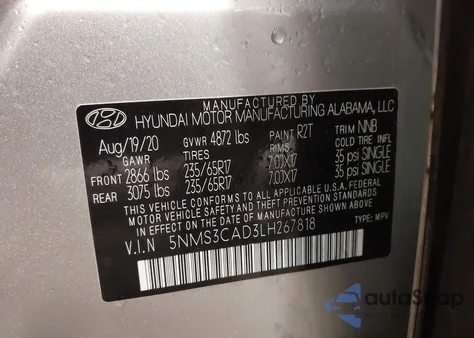 MANUFACTURED BY
HYUNDAI MOTOR MANUFACTURING ALABAMA, LLC
Aug/19/20 GVWR 4872 lbs PAINT R2T TRIM NNB
GAWR TIRES RIMS COLD TIRE INFL
FRONT 2866 lbs 235/65R17 7.0JX17 35 psi SINGLE
REAR 3075 lbs 235/65R17 7.0JX17 35 psi SINGLE
THIS VEHICLE CONFORMS TO ALL APPLICABLE FEDERAL
MOTOR VEHICLE SAFETY, BUMPER, AND THEFT PREVENTION
STANDARDS IN EFFECT ON THE DATE OF MANUFACTURE SHOWN ABOVE.
V.I.N 5NMS3CAD3LH267818 TYPE: MPV
autoSnap